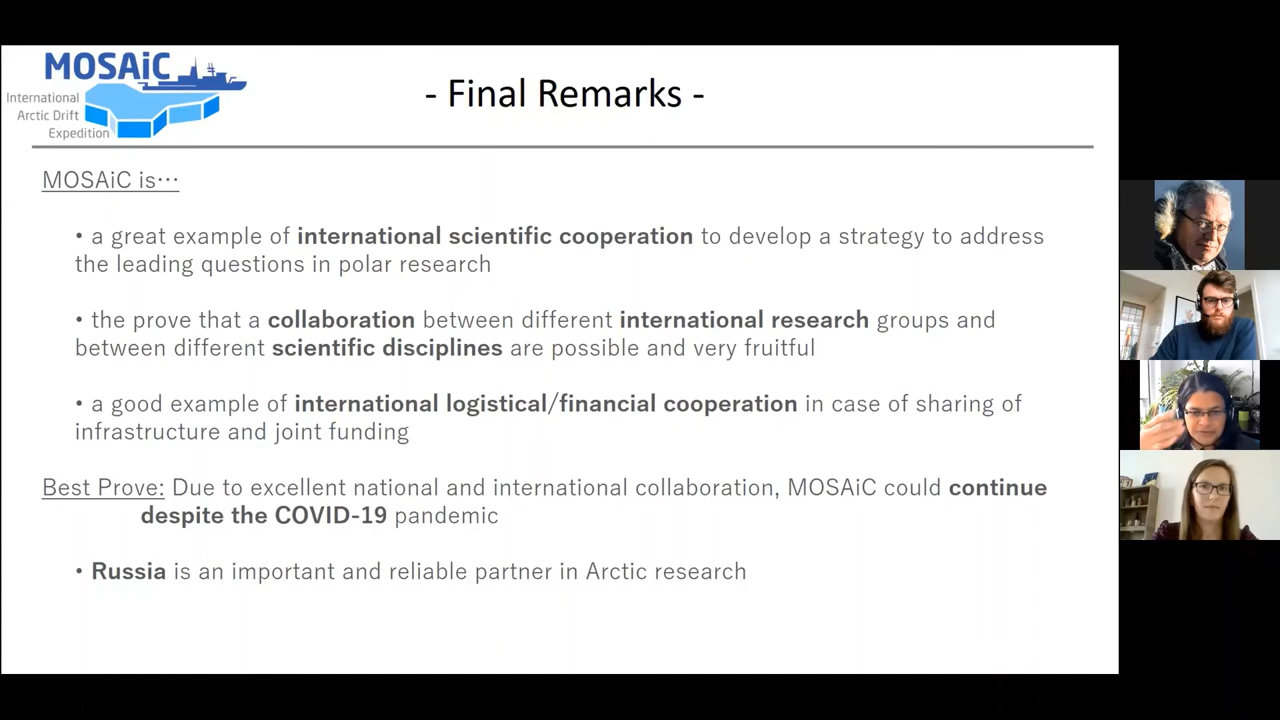 MOSAiC
International
Arctic Drift
Expedition
- Final Remarks -
MOSAiC is…
• a great example of international scientific cooperation to develop a strategy to address
the leading questions in polar research
• the prove that a collaboration between different international research groups and
between different scientific disciplines are possible and very fruitful
• a good example of international logistical/financial cooperation in case of sharing of
infrastructure and joint funding
Best Prove: Due to excellent national and international collaboration, MOSAiC could continue
despite the COVID-19 pandemic
• Russia is an important and reliable partner in Arctic research